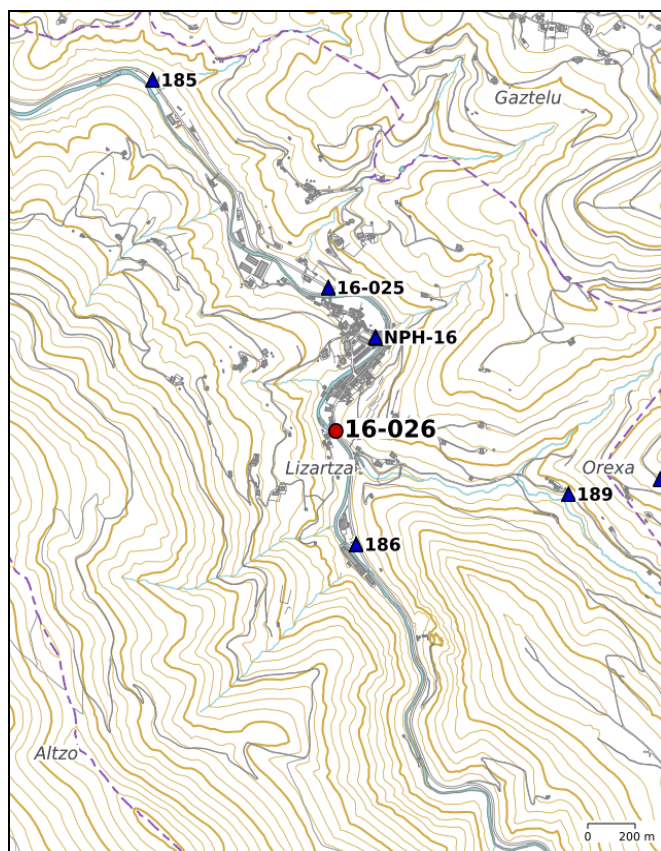 185
Gaztelu
16-025
NPH-16
16-026
Lizartza
Orexa
189
186
Altzo
0 200 m